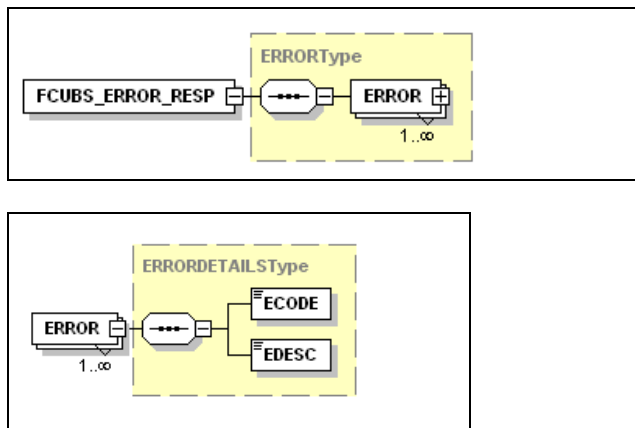 ERRORType
FCUBS_ERROR_RESP
ERROR
1..∞
ERRORDETAILSType
ECODE
ERROR
EDESC
1..∞